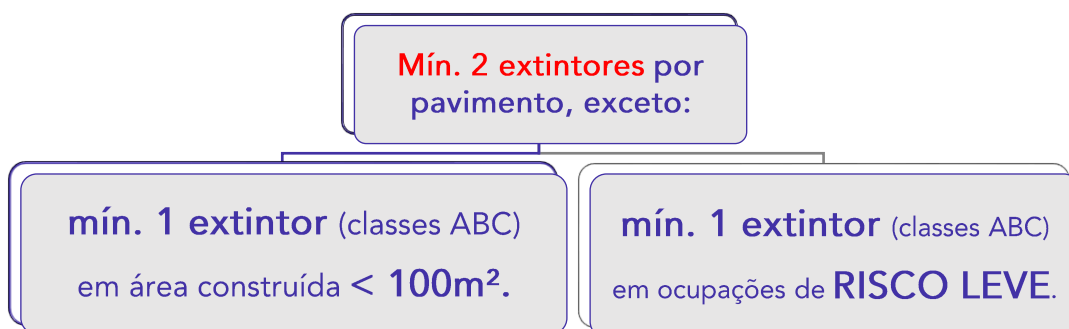 Mín. 2 extintores por
pavimento, exceto:
mín. 1 extintor (classes ABC)
em área construída < 100m².
mín. 1 extintor (classes ABC)
em ocupações de RISCO LEVE.